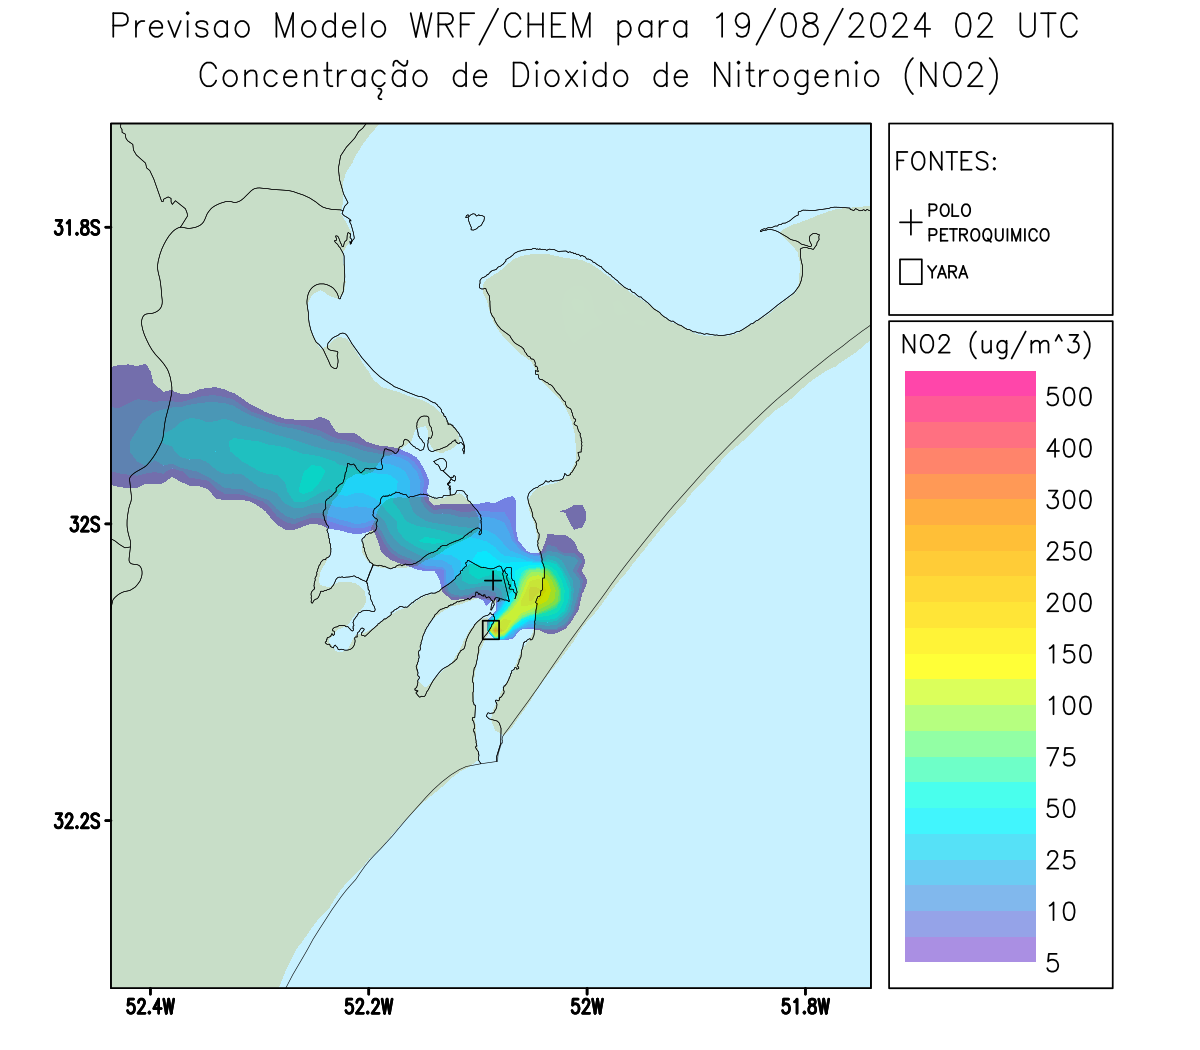 Previsao Modelo WRF/CHEM para 19/08/2024 02 UTC
Concentração de Dioxido de Nitrogenio (NO2)
FONTES:
POLO
PETROQUIMICO
YARA
NO2 (ug/m^3)
500
400
300
250
200
150
100
75
50
25
10
5
31.8S
32S
32.2S
52.4W
52.2W
52W
51.8W